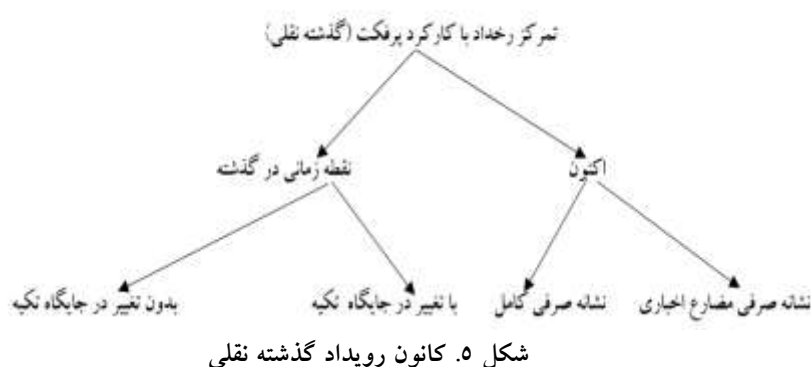 تمرکز رخداد با کارکرد پرفکت (گذشته نقلی)
اکنون
نقطه زمانی در گذشته
نشانه صرفی مضارع اخباری
نشانه صرفی کامل
با تغییر در جایگاه تکیه
بدون تغییر در جایگاه تکیه
شکل ۵. کانون رویداد گذشته نقلی